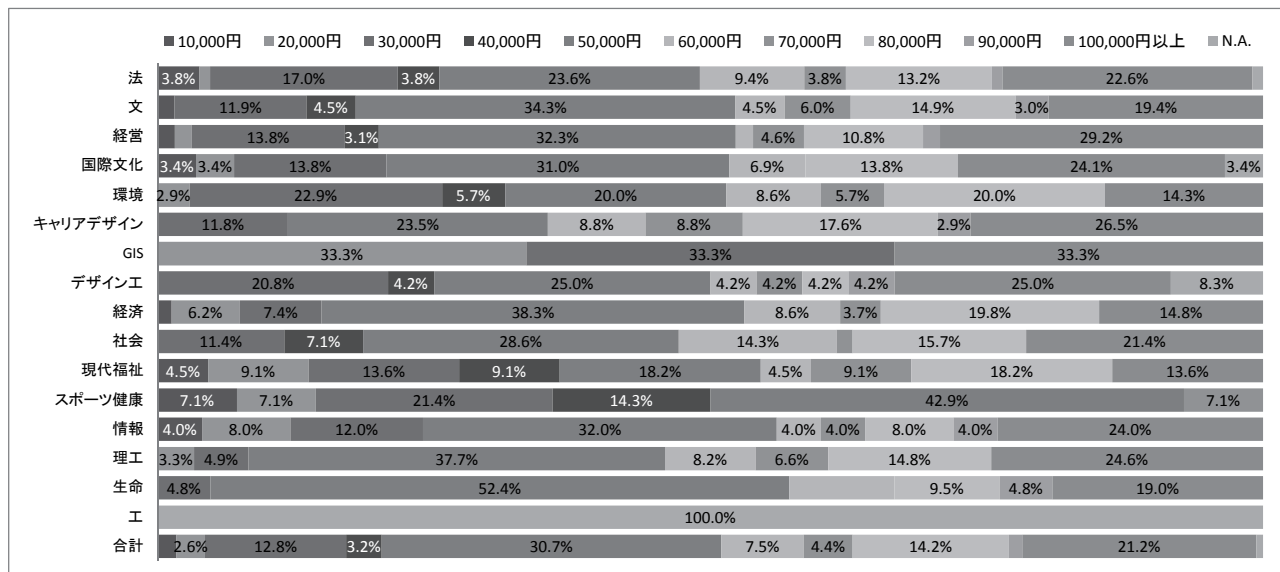 10,000円 20,000円 30,000円 40,000円 50,000円 60,000円 70,000円 80,000円 90,000円 100,000円以上 N.A.
法 3.8% 17.0% 3.8% 23.6% 9.4% 3.8% 13.2% 22.6%
文 11.9% 4.5% 34.3% 4.5% 6.0% 14.9% 3.0% 19.4%
経営 13.8% 3.1% 32.3% 4.6% 10.8% 29.2%
国際文化 3.4% 3.4% 13.8% 31.0% 6.9% 13.8% 24.1% 3.4%
環境 2.9% 22.9% 5.7% 20.0% 8.6% 5.7% 20.0% 14.3%
キャリアデザイン 11.8% 23.5% 8.8% 8.8% 17.6% 2.9% 26.5%
GIS 33.3% 33.3% 33.3%
デザイン工 20.8% 4.2% 25.0% 4.2% 4.2% 4.2% 4.2% 25.0% 8.3%
経済 6.2% 7.4% 38.3% 8.6% 3.7% 19.8% 14.8%
社会 11.4% 7.1% 28.6% 14.3% 15.7% 21.4%
現代福祉 4.5% 9.1% 13.6% 9.1% 18.2% 4.5% 9.1% 18.2% 13.6%
スポーツ健康 7.1% 7.1% 21.4% 14.3% 42.9% 7.1%
情報 4.0% 8.0% 12.0% 32.0% 4.0% 4.0% 8.0% 4.0% 24.0%
理工 3.3% 4.9% 37.7% 8.2% 6.6% 14.8% 24.6%
生命 4.8% 52.4% 9.5% 4.8% 19.0%
工 100.0%
合計 2.6% 12.8% 3.2% 30.7% 7.5% 4.4% 14.2% 21.2%